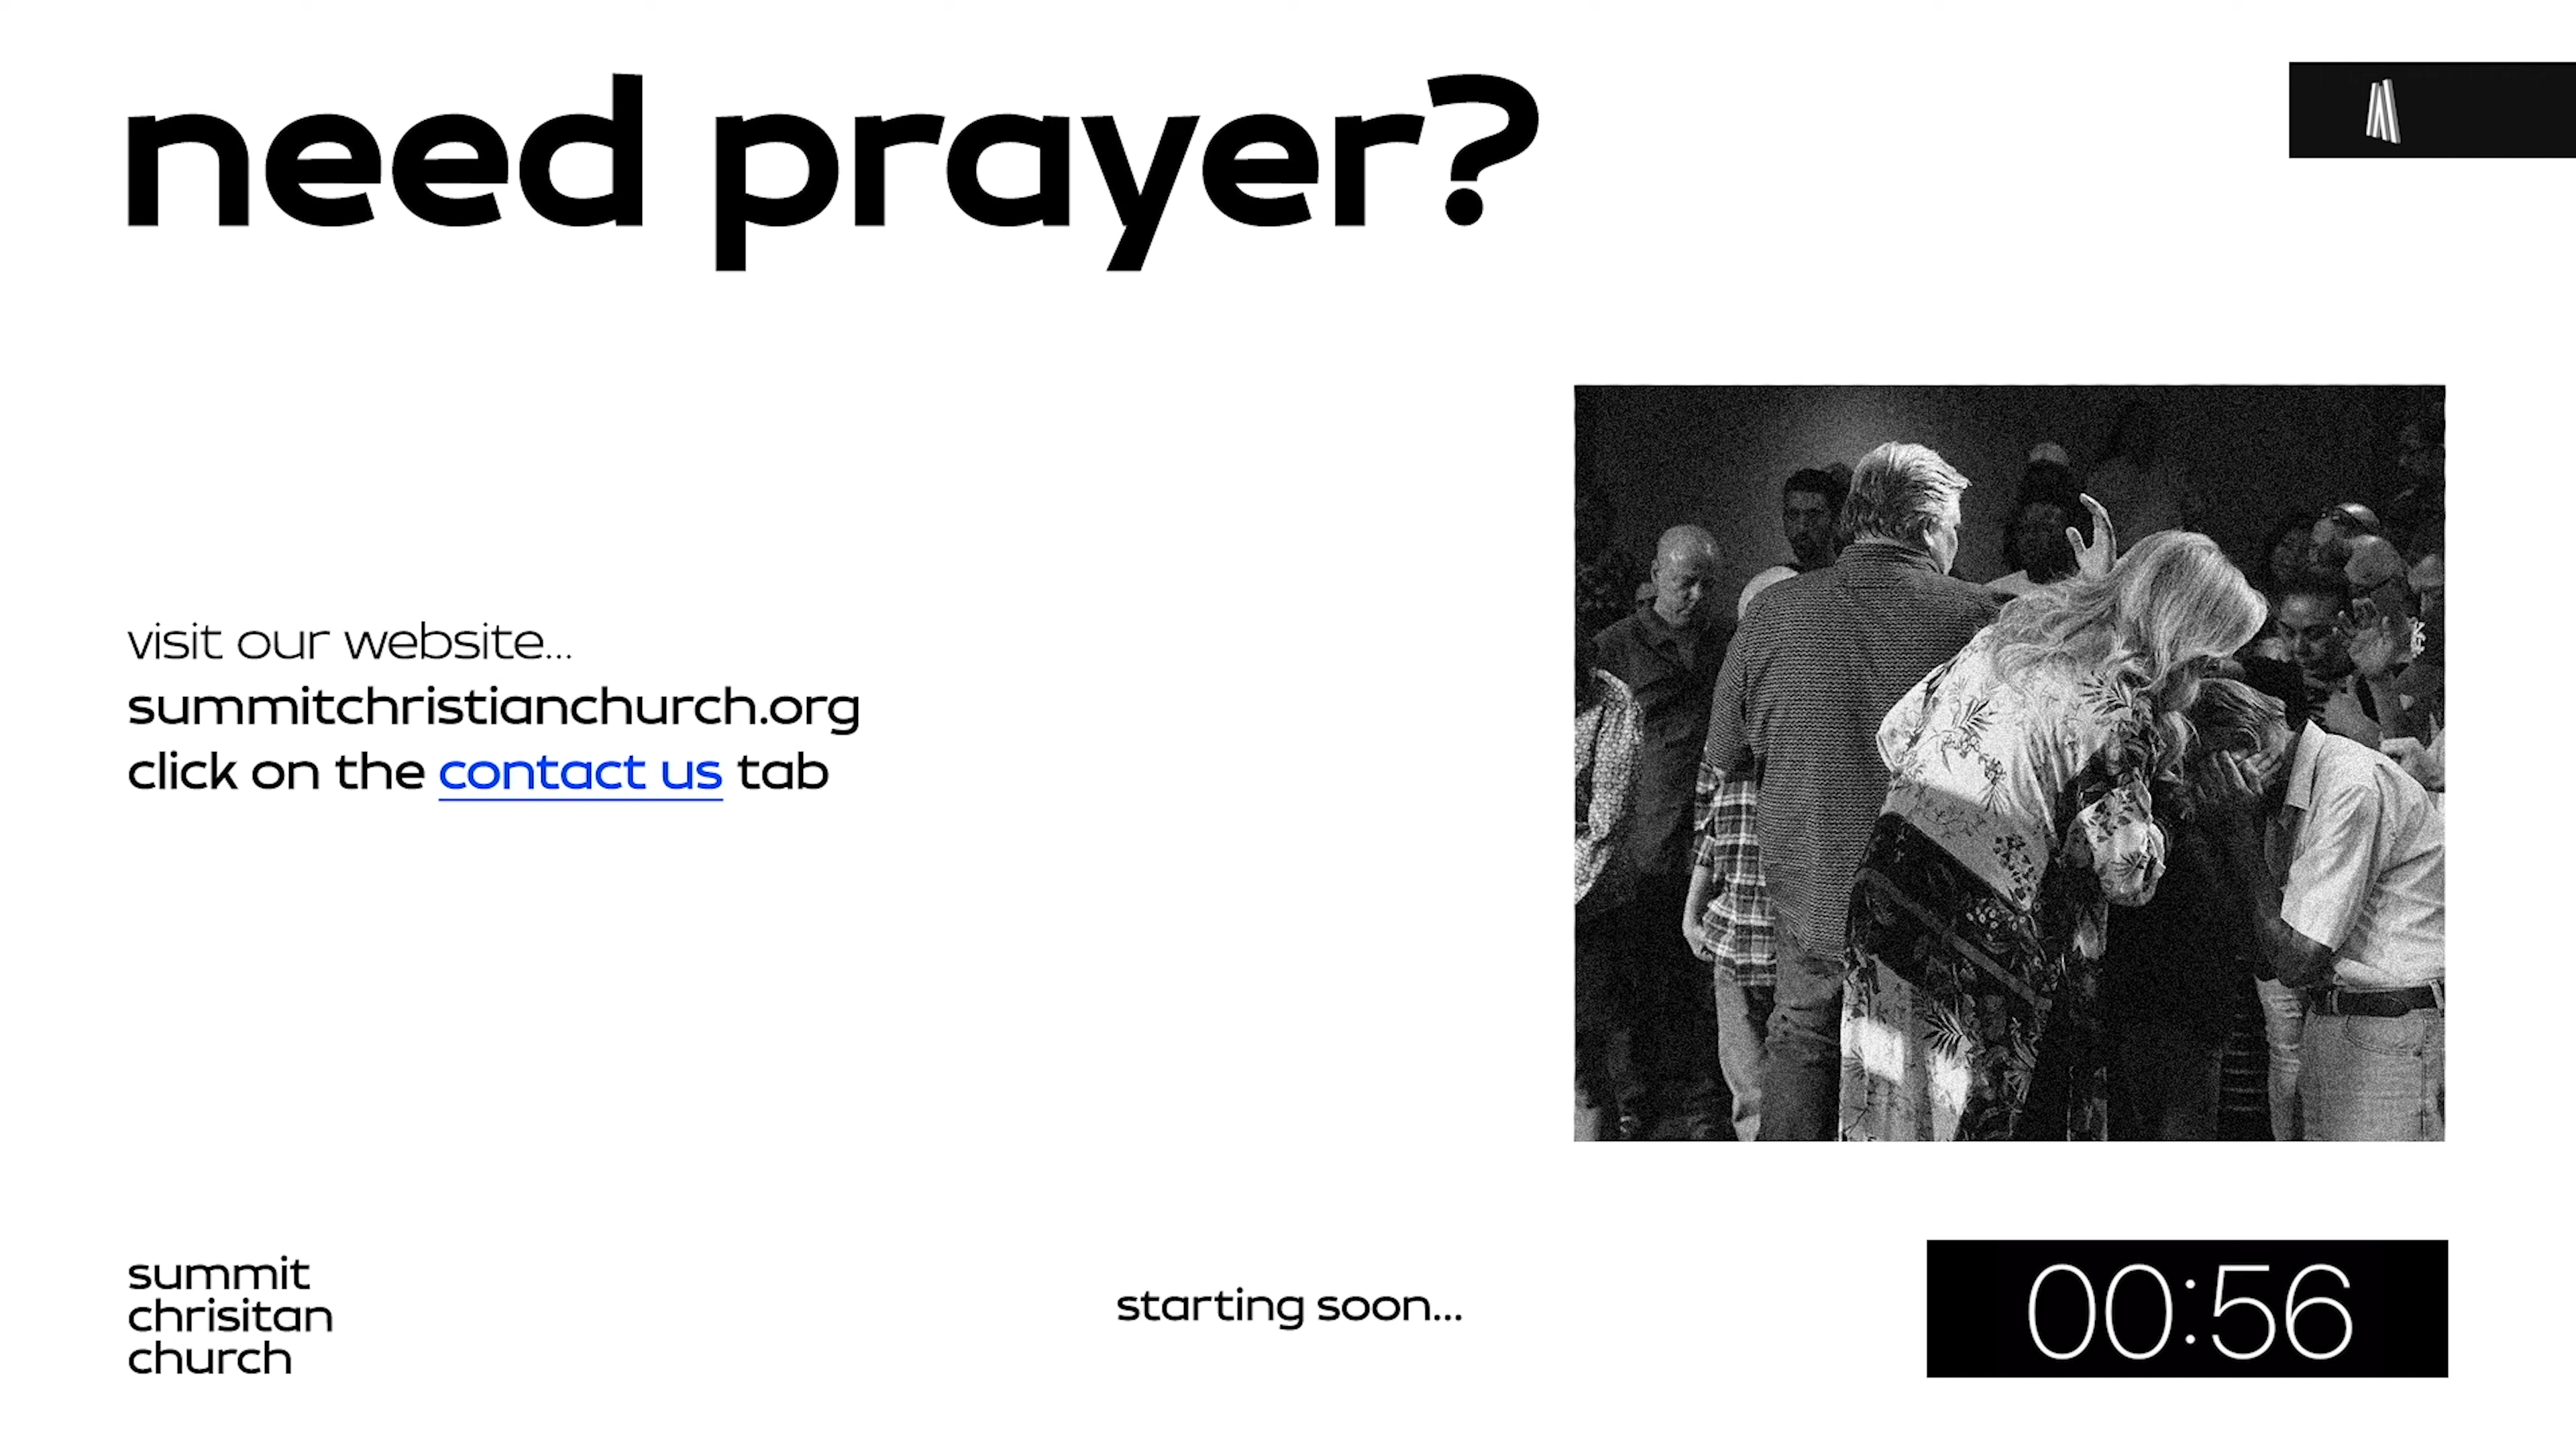 need prayer?
visit our website...
summitchristianchurch.org
click on the contact us tab
summit
chrisitan
church
starting soon...
00:56